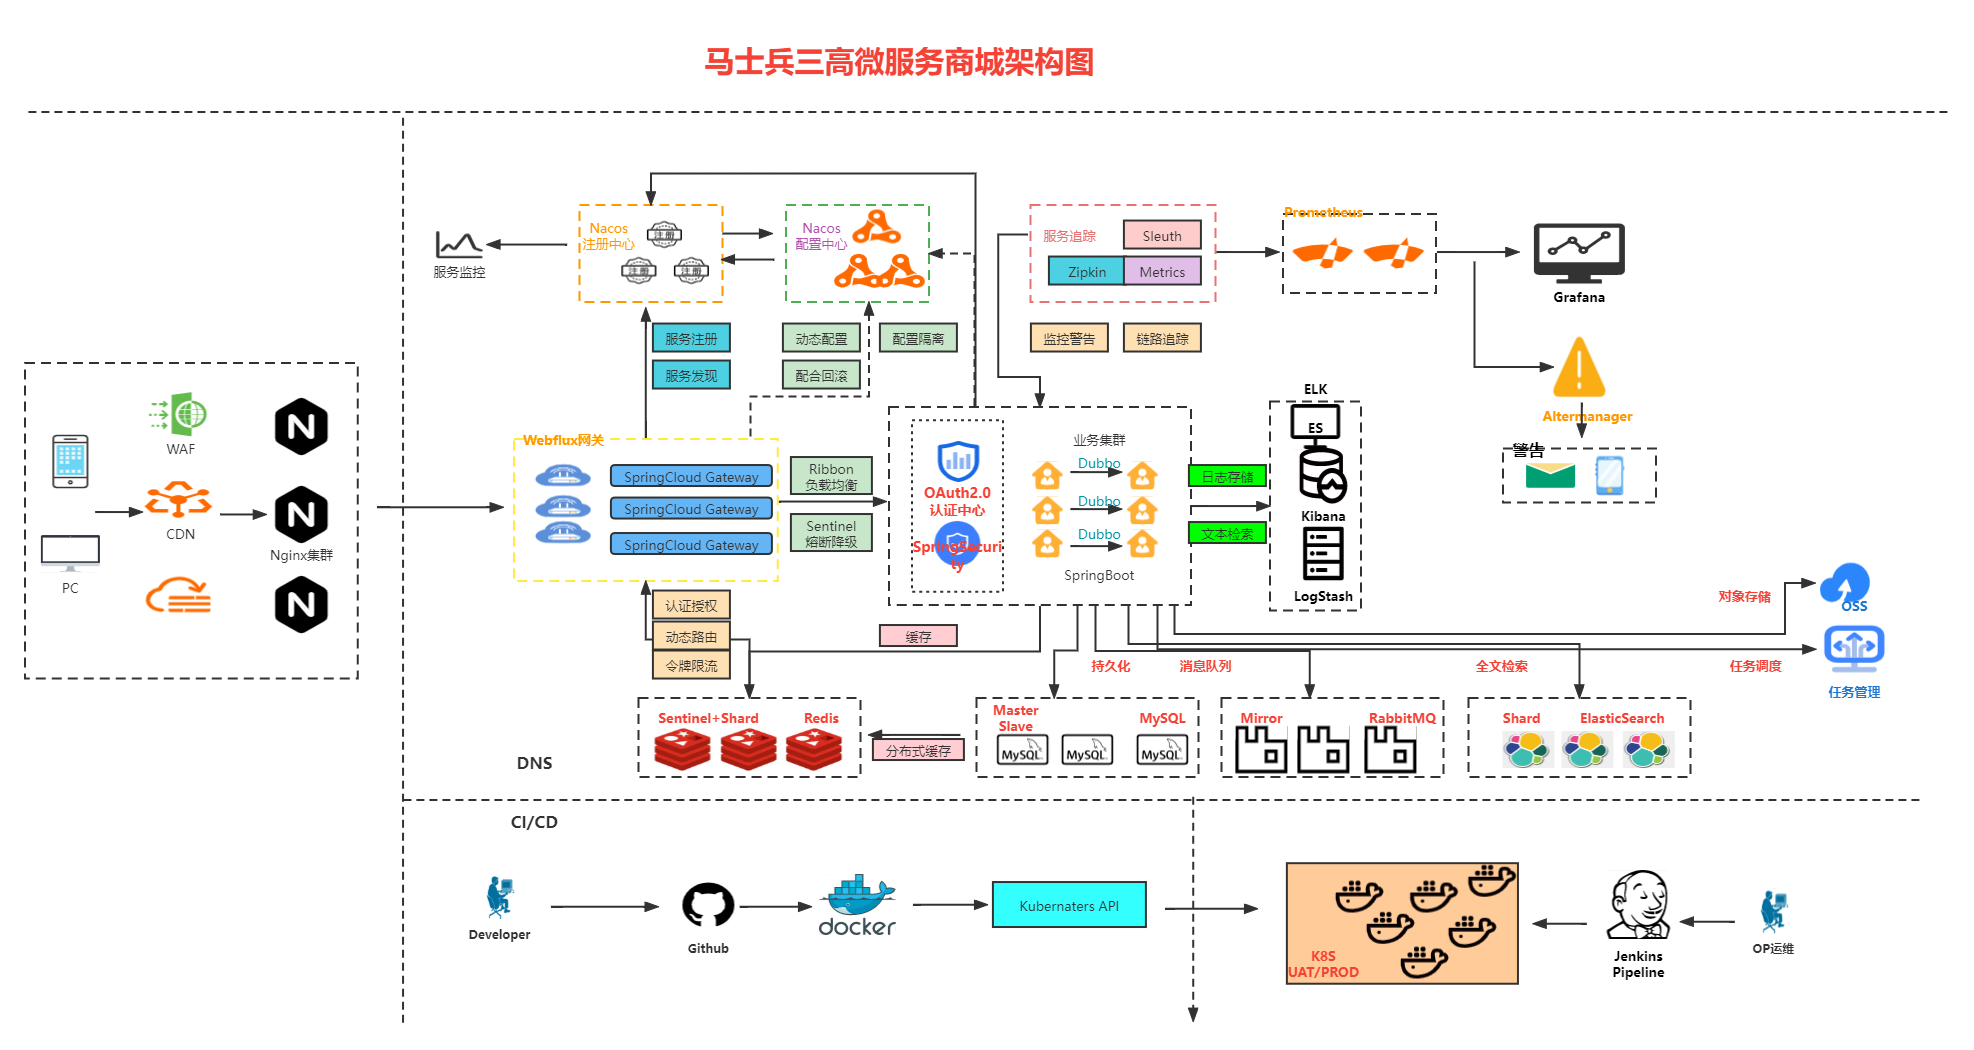 马士兵三高微服务商城架构图
WAF
CDN
PC
Nginx集群
服务监控
Nacos
注册中心
注册
注册
注册
Nacos
配置中心
服务注册
服务发现
动态配置
配置隔离
配合回滚
服务追踪
Sleuth
Zipkin
Metrics
监控警告
链路追踪
Prometheus
Grafana
Altermanager
警告
Webflux网关
SpringCloud Gateway
SpringCloud Gateway
SpringCloud Gateway
Ribbon
负载均衡
Sentinel
熔断降级
OAuth2.0
认证中心
SpringSecuri
ty
业务集群
Dubbo
Dubbo
Dubbo
SpringBoot
日志存储
文本检索
ELK
ES
Kibana
LogStash
认证授权
动态路由
令牌限流
缓存
持久化
消息队列
全文检索
对象存储
OSS
任务调度
任务管理
Sentinel+Shard
Redis
分布式缓存
Master
Slave
MySQL
MySQL
MySQL
MySQL
Mirror
RabbitMQ
Shard
ElasticSearch
DNS
CI/CD
Developer
Github
docker
Kubernaters API
K8S
UAT/PROD
Jenkins
Pipeline
OP运维